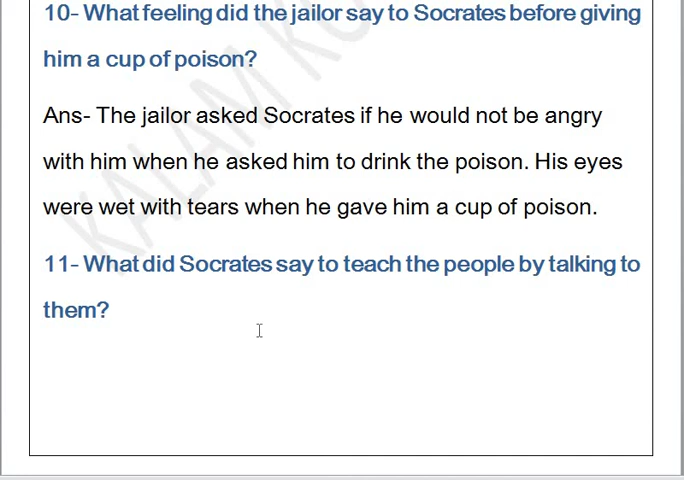 10- What feeling did the jailor say to Socrates before giving
him a cup of poison?
Ans- The jailor asked Socrates if he would not be angry
with him when he asked him to drink the poison. His eyes
were wet with tears when he gave him a cup of poison.
11- What did Socrates say to teach the people by talking to
them?